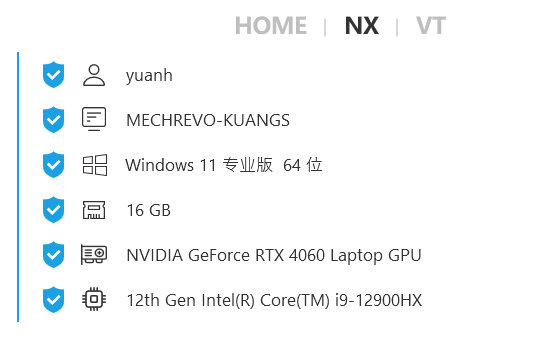 HOME | NX | VT
yuanh
MECHREVO-KUANGS
Windows 11 专业版 64 位
16 GB
NVIDIA GeForce RTX 4060 Laptop GPU
12th Gen Intel(R) Core(TM) i9-12900HX